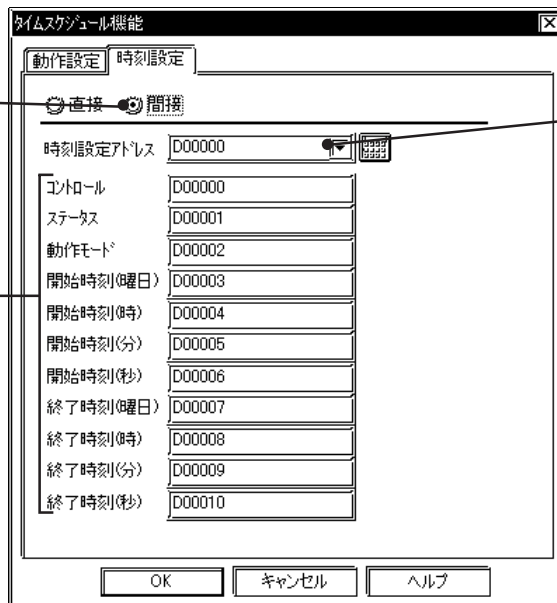 タイムスケジュール機能
動作設定 時刻設定
直接 間接
時刻設定アドレス D00000
コントロール D00000
ステータス D00001
動作モード D00002
開始時刻(曜日) D00003
開始時刻(時) D00004
開始時刻(分) D00005
開始時刻(秒) D00006
終了時刻(曜日) D00007
終了時刻(時) D00008
終了時刻(分) D00009
終了時刻(秒) D00010
OK キャンセル ヘルプ